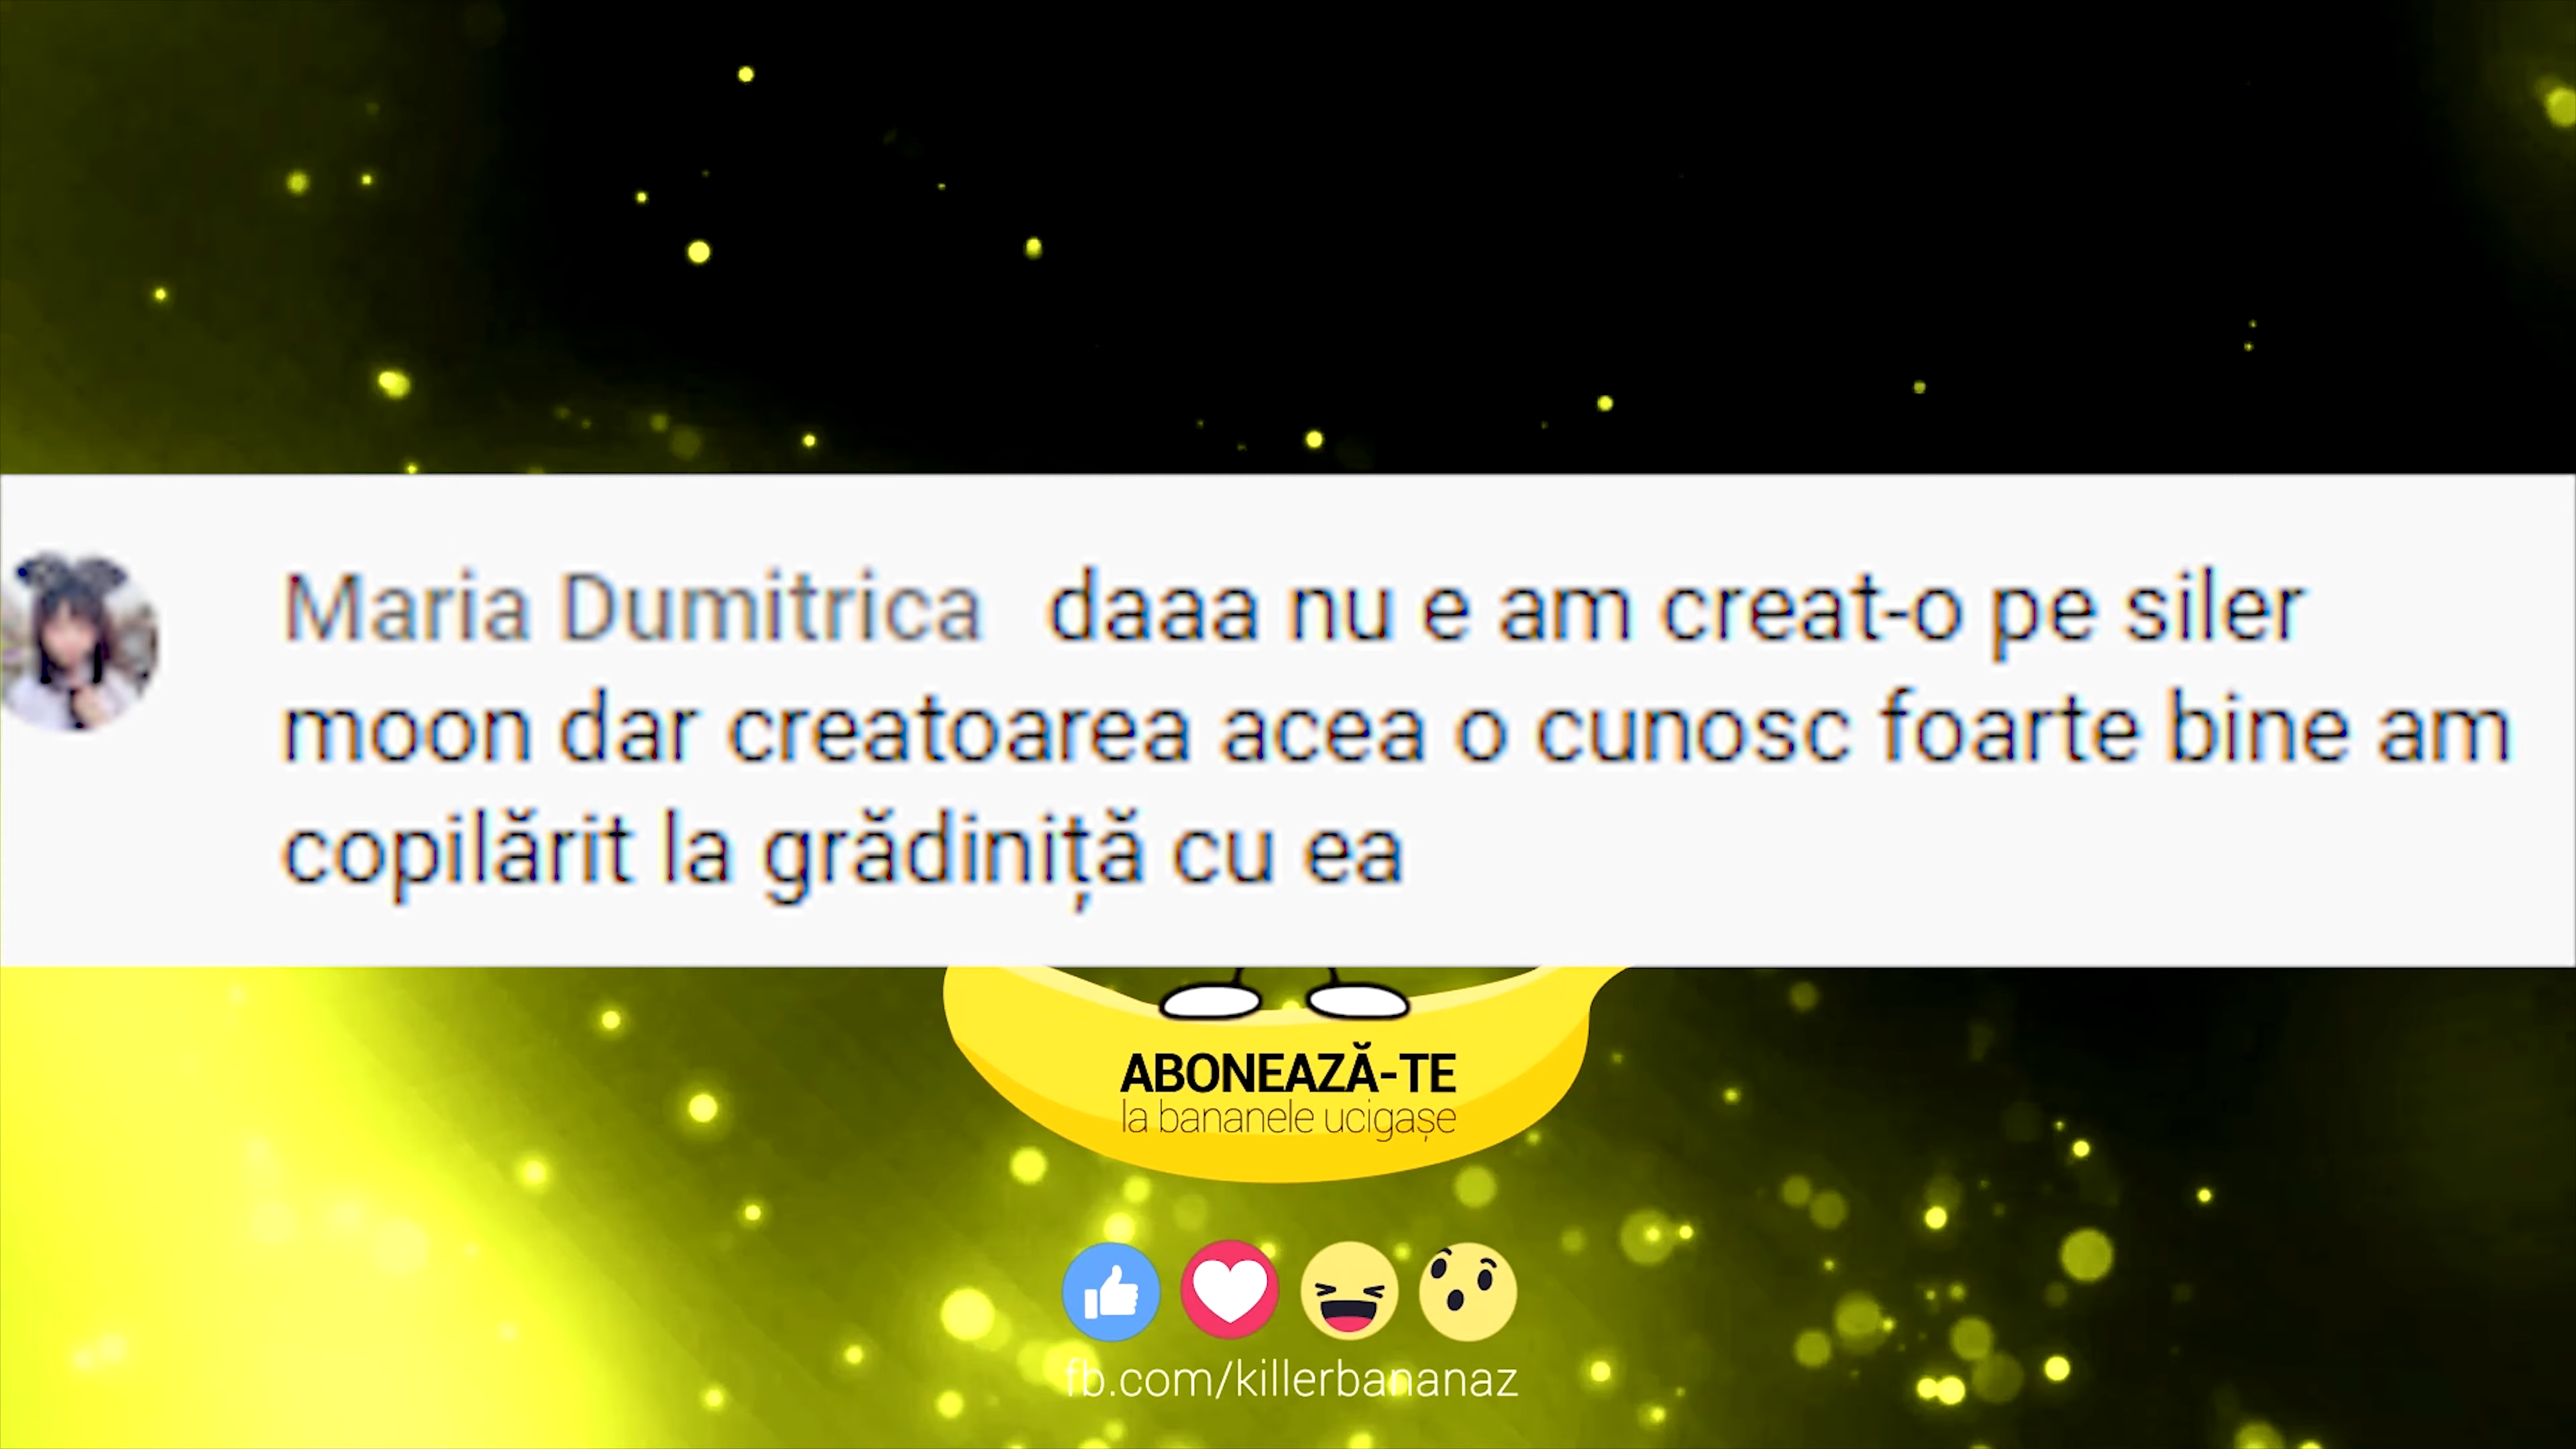 Maria Dumitrica daaa nu e am creat-o pe siler
moon dar creatoarea acea o cunosc foarte bine am
copilărit la grădiniță cu ea
ABONEAZĂ-TE
la bananele ucigașe
fb.com/killerbananaz